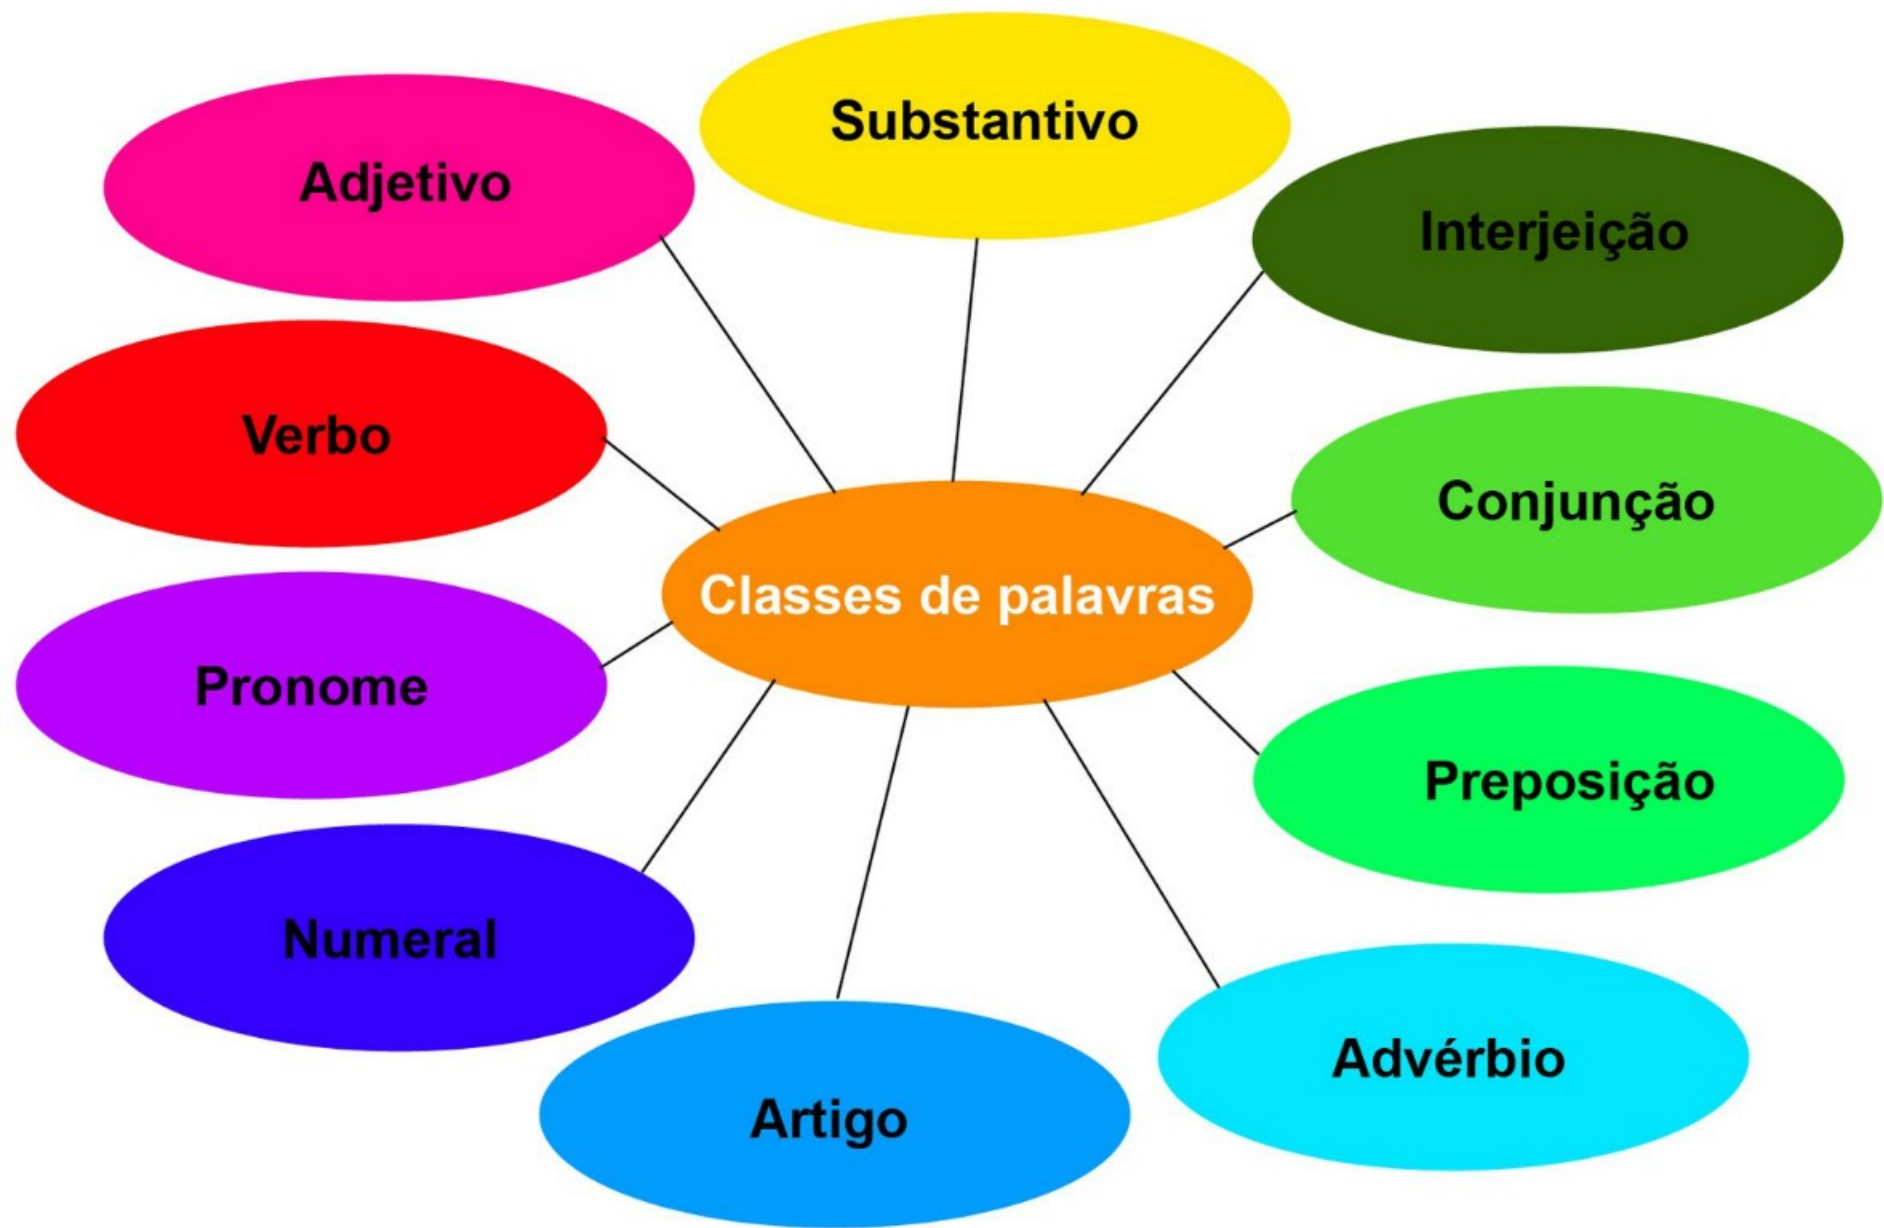 Substantivo
Adjetivo
Interjeição
Verbo
Conjunção
Classes de palavras
Pronome
Preposição
Numeral
Advérbio
Artigo